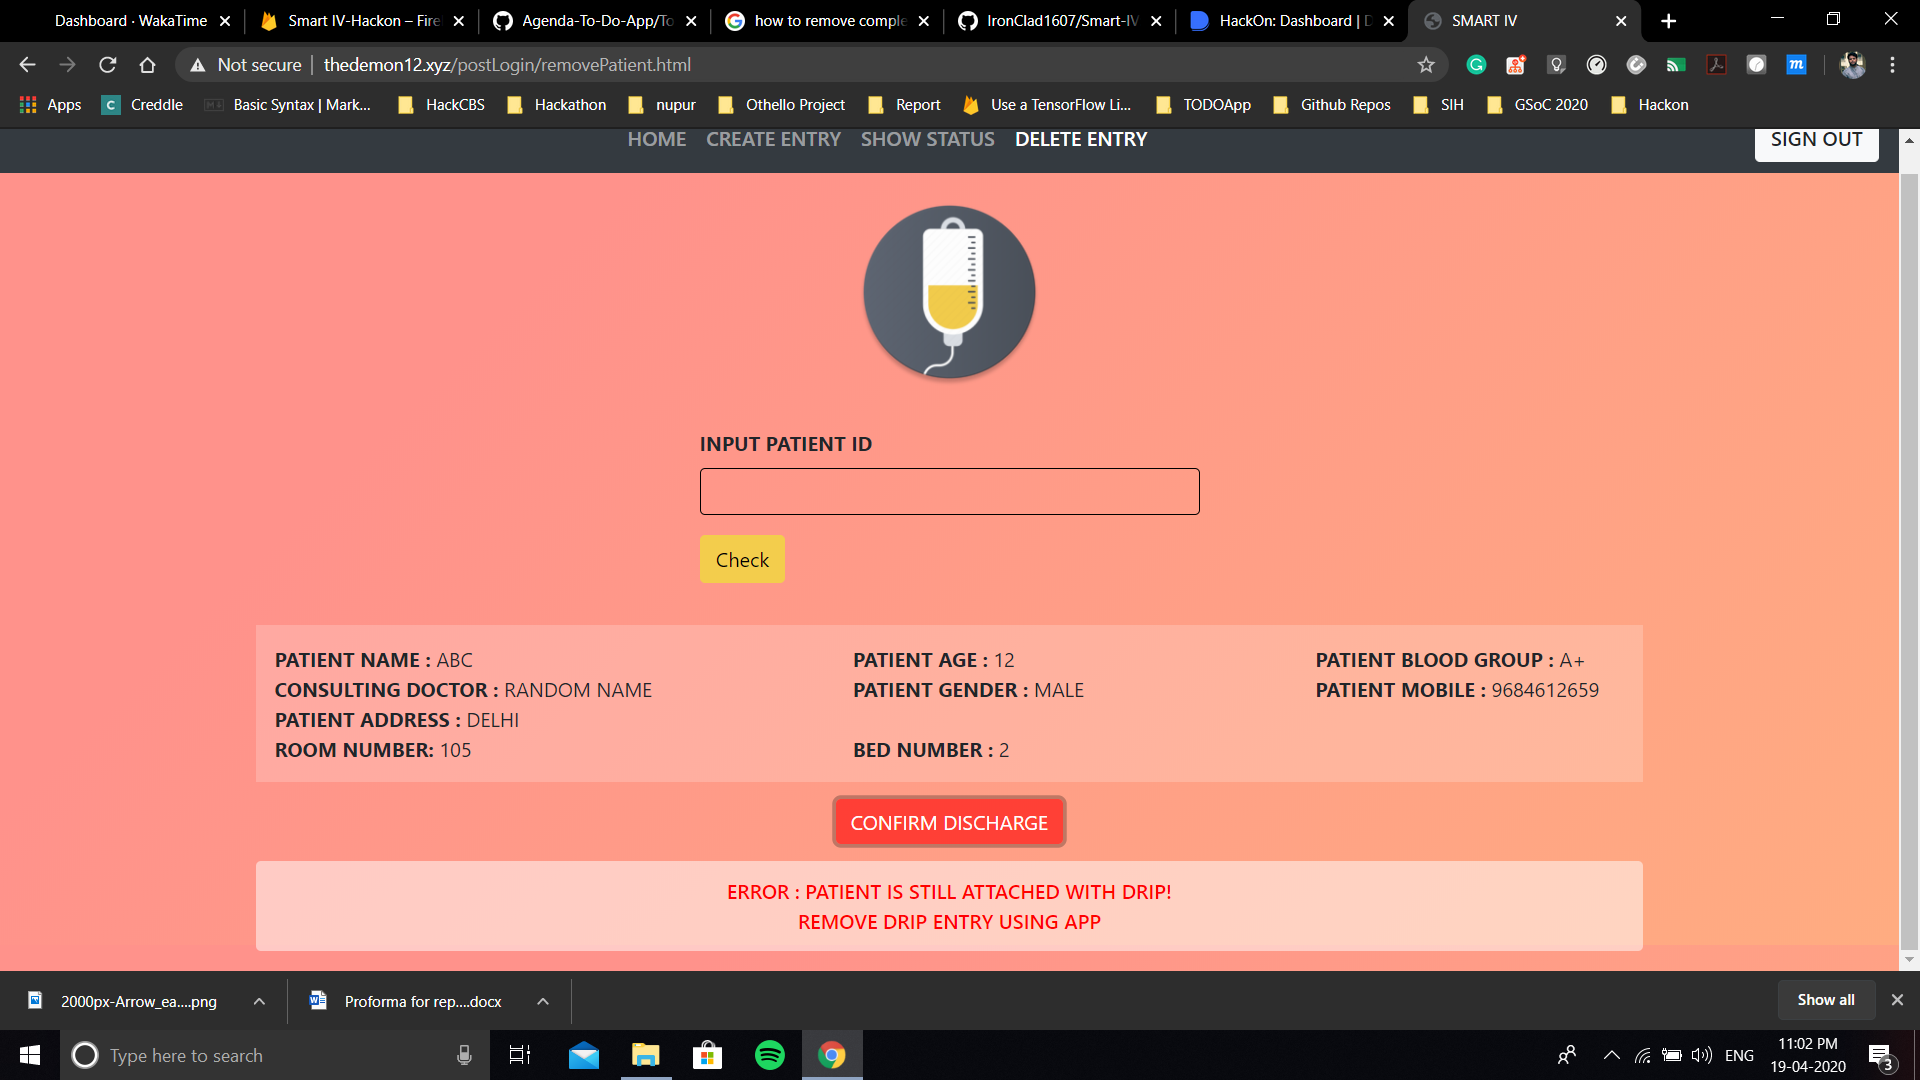 Dashboard · WakaTime
Smart IV-Hackon – Fire
Agenda-To-Do-App/To
how to remove comple
IronClad1607/Smart-IV
HackOn: Dashboard | D
SMART IV
Not secure
thedemon12.xyz/postLogin/removePatient.html
Apps
Creddle
Basic Syntax | Mark...
HackCBS
Hackathon
nupur
Othello Project
Report
Use a TensorFlow Li...
TODOApp
Github Repos
SIH
GSoC 2020
Hackon
HOME
CREATE ENTRY
SHOW STATUS
DELETE ENTRY
SIGN OUT
INPUT PATIENT ID
Check
PATIENT NAME : ABC
PATIENT AGE : 12
PATIENT BLOOD GROUP : A+
CONSULTING DOCTOR : RANDOM NAME
PATIENT GENDER : MALE
PATIENT MOBILE : 9684612659
PATIENT ADDRESS : DELHI
ROOM NUMBER: 105
BED NUMBER : 2
CONFIRM DISCHARGE
ERROR : PATIENT IS STILL ATTACHED WITH DRIP!
REMOVE DRIP ENTRY USING APP
2000px-Arrow_ea....png
Proforma for rep....docx
Show all
Type here to search
ENG
11:02 PM
19-04-2020
3